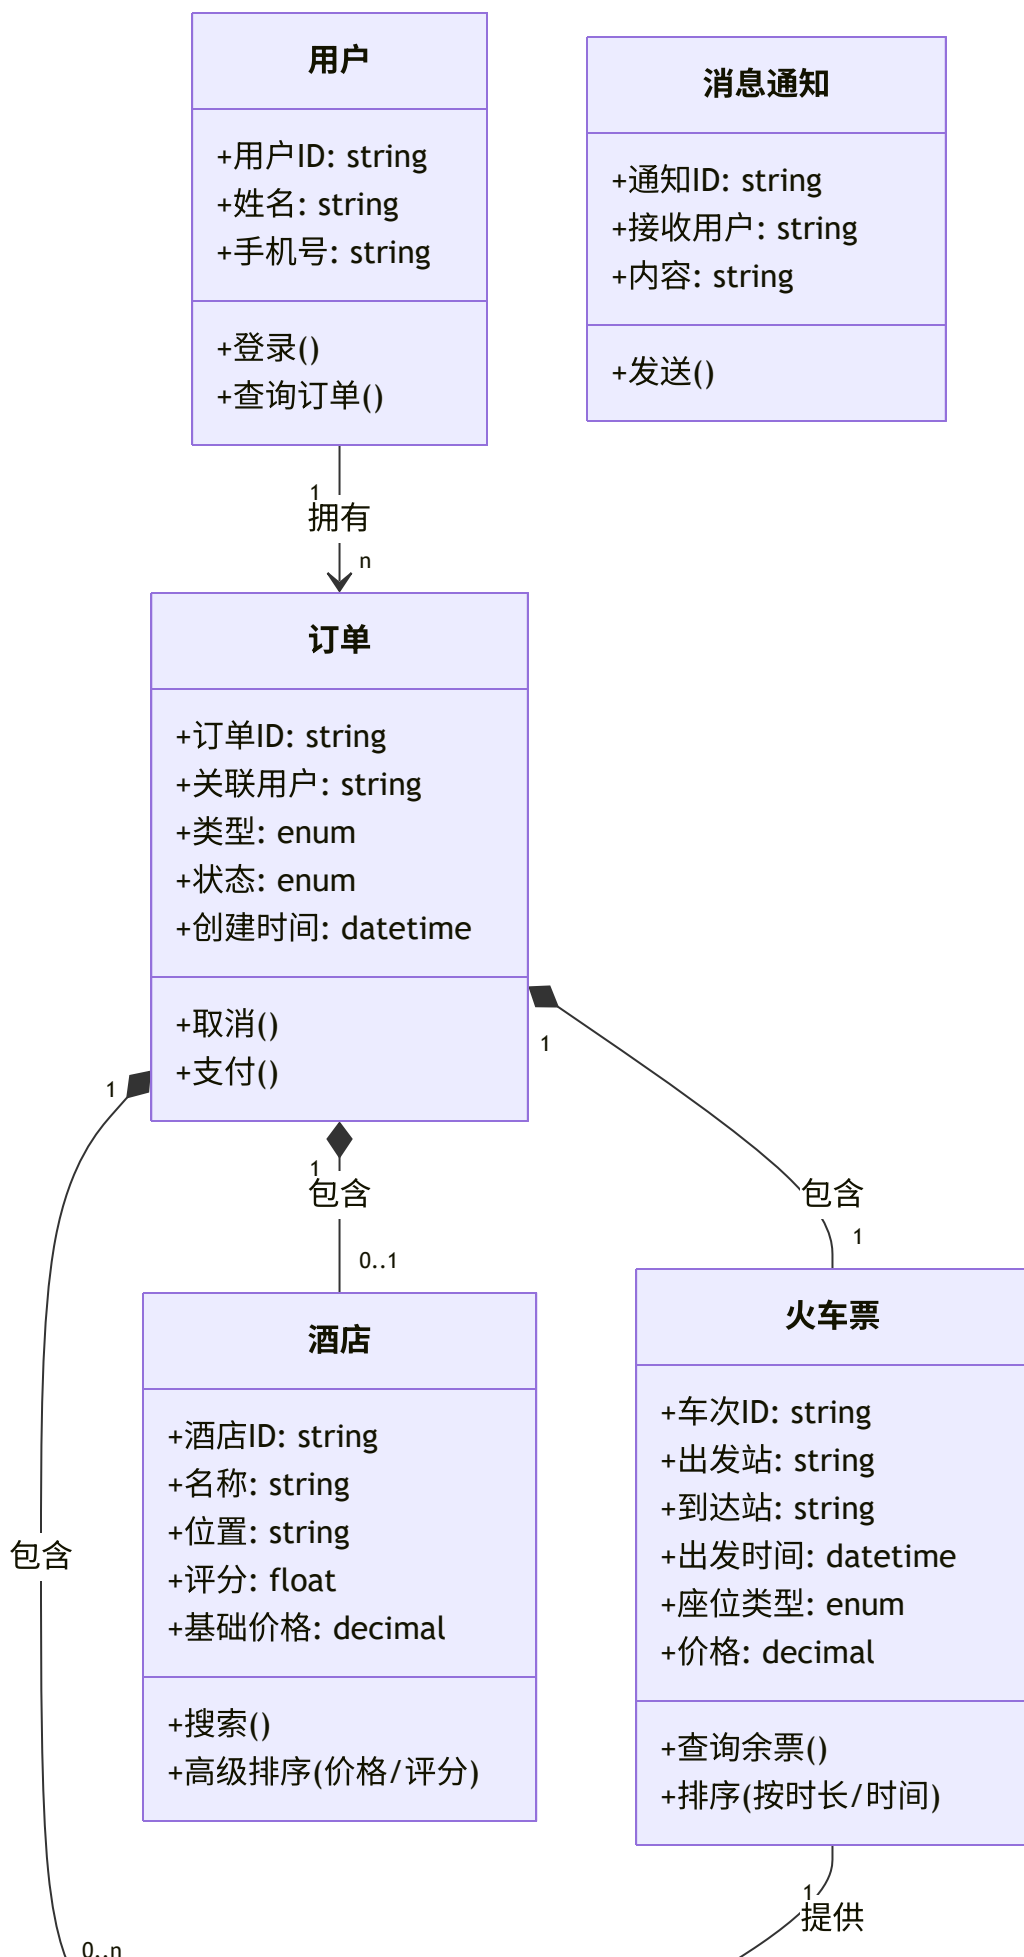 用户
+用户ID: string
+姓名: string
+手机号: string
+登录()
+查询订单()
消息通知
+通知ID: string
+接收用户: string
+内容: string
+发送()
1
拥有
n
订单
+订单ID: string
+关联用户: string
+类型: enum
+状态: enum
+创建时间: datetime
+取消()
+支付()
1
1
1
包含
0..1
包含
1
酒店
+酒店ID: string
+名称: string
+位置: string
+评分: float
+基础价格: decimal
+搜索()
+高级排序(价格/评分)
火车票
+车次ID: string
+出发站: string
+到达站: string
+出发时间: datetime
+座位类型: enum
+价格: decimal
+查询余票()
+排序(按时长/时间)
包含
1
提供
0..n